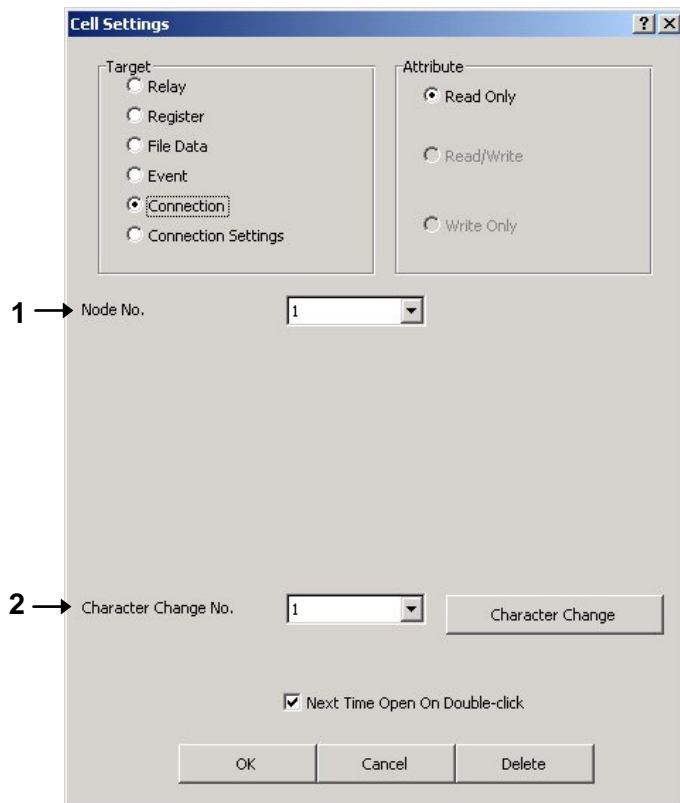 Cell Settings
Target
Relay
Register
File Data
Event
Connection
Connection Settings
Attribute
Read Only
Read/Write
Write Only
1 Node No. 1
2 Character Change No. 1 Character Change
Next Time Open On Double-click
OK Cancel Delete